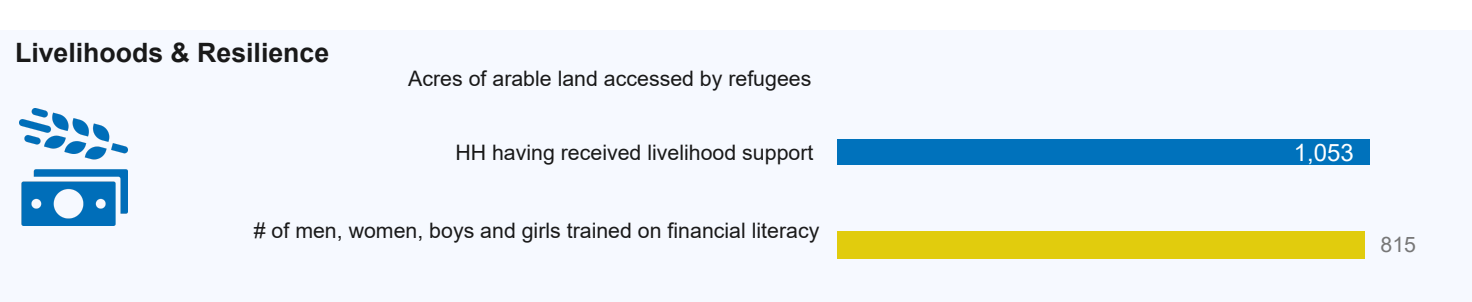 Livelihoods & Resilience
Acres of arable land accessed by refugees
HH having received livelihood support
1,053
# of men, women, boys and girls trained on financial literacy
815